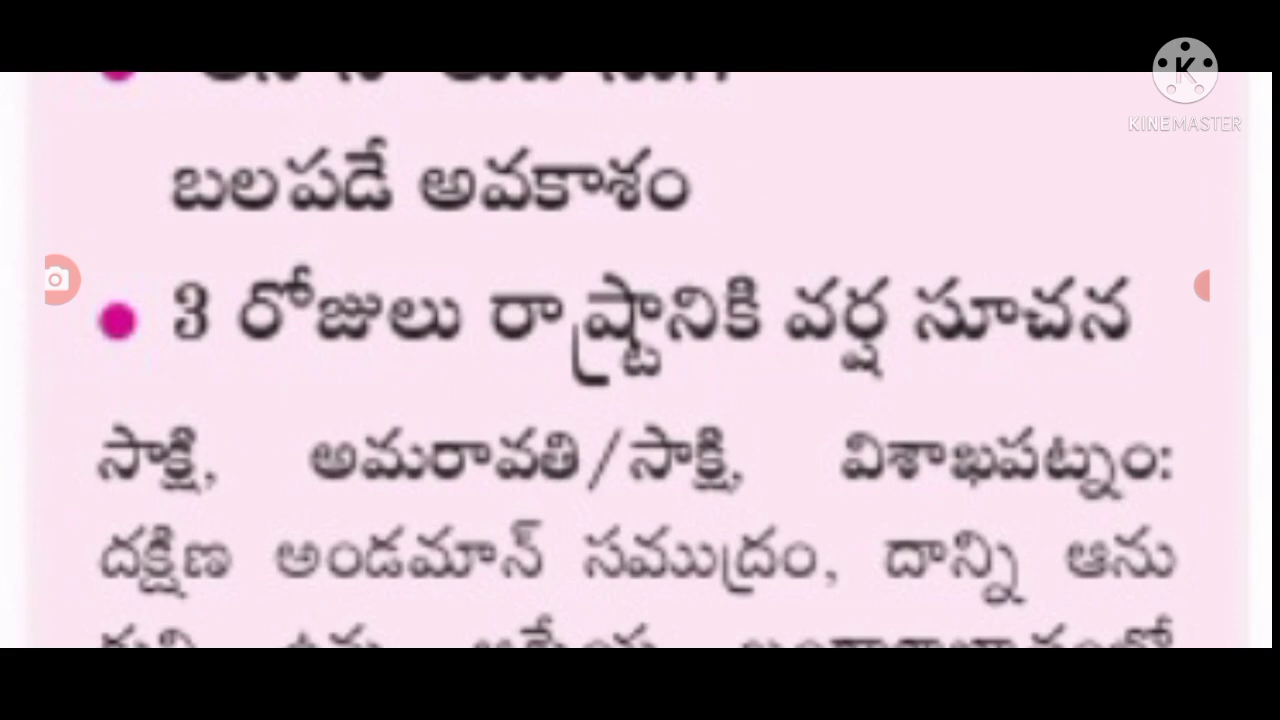 బలపడే అవకాశం
• 3 రోజులు రాష్ట్రానికి వర్ష సూచన
సాక్షి, అమరావతి/సాక్షి, విశాఖపట్నం:
దక్షిణ అండమాన్ సముద్రం, దాన్ని ఆను
KINEMASTER